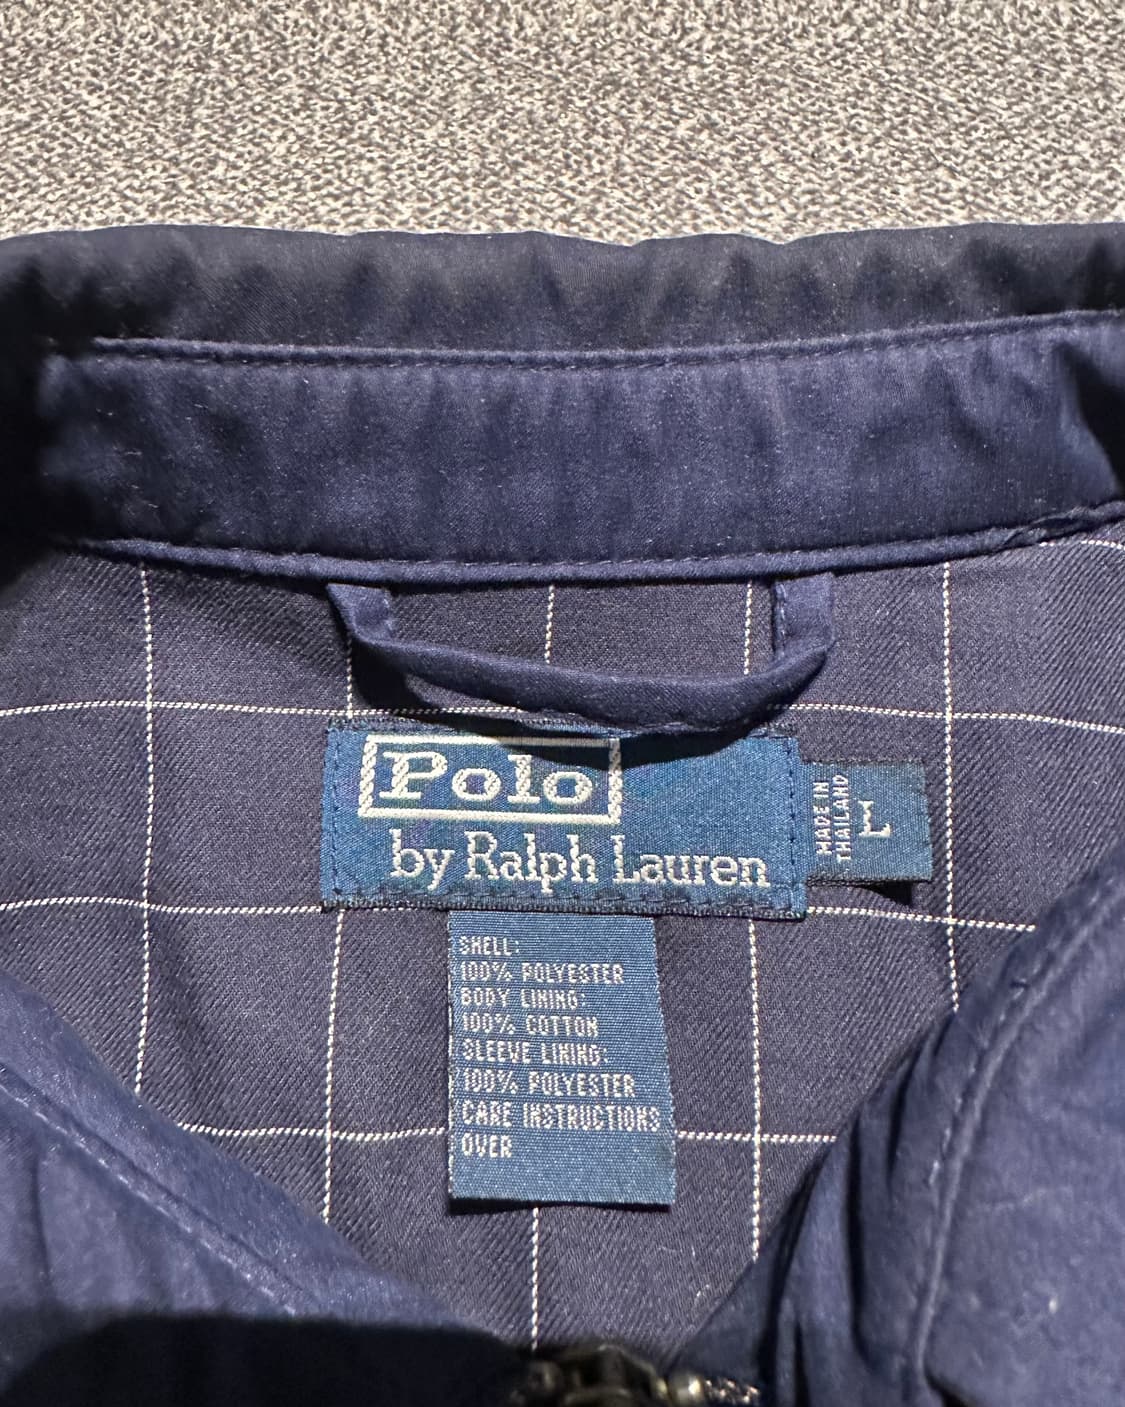 Polo
by Ralph Lauren
MADE IN
THAILAND
L
SHELL:
100% POLYESTER
BODY LINING:
100% COTTON
SLEEVE LINING:
100% POLYESTER
CARE INSTRUCTIONS
OVER